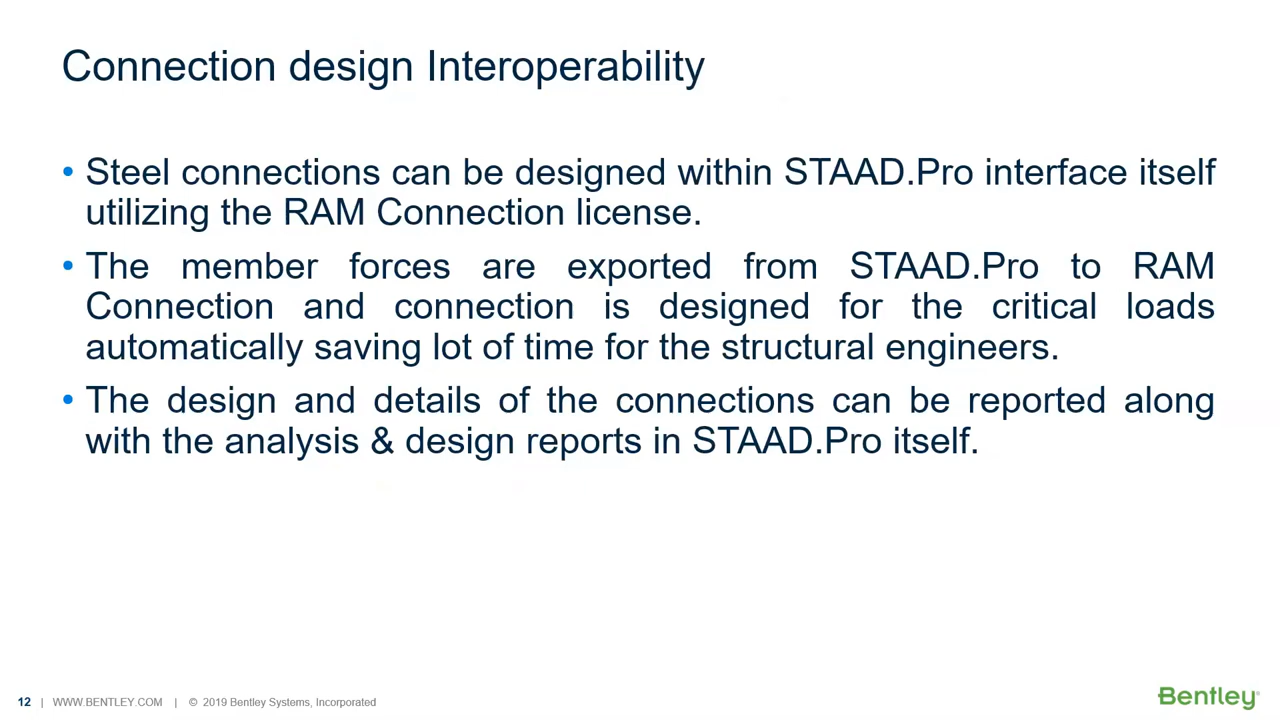 Connection design Interoperability
• Steel connections can be designed within STAAD.Pro interface itself
utilizing the RAM Connection license.
• The member forces are exported from STAAD.Pro to RAM
Connection and connection is designed for the critical loads
automatically saving lot of time for the structural engineers.
• The design and details of the connections can be reported along
with the analysis & design reports in STAAD.Pro itself.
12 | WWW.BENTLEY.COM | © 2019 Bentley Systems, Incorporated
Bentley